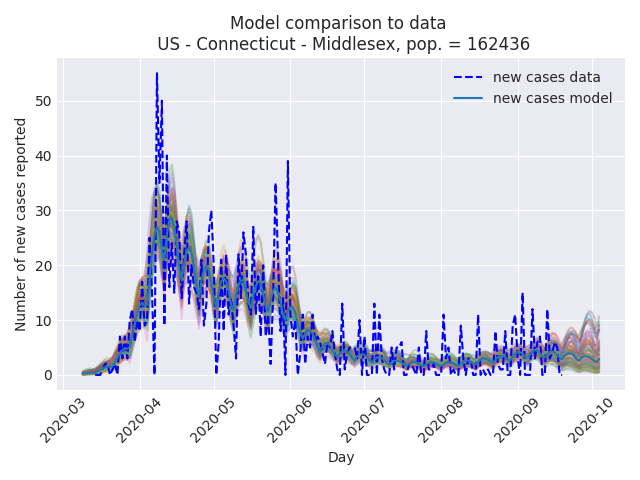 Model comparison to data
US - Connecticut - Middlesex, pop. = 162436
new cases data
new cases model
Number of new cases reported
50
40
30
20
10
0
2020-03
2020-04
2020-05
2020-06
2020-07
2020-08
2020-09
2020-10
Day